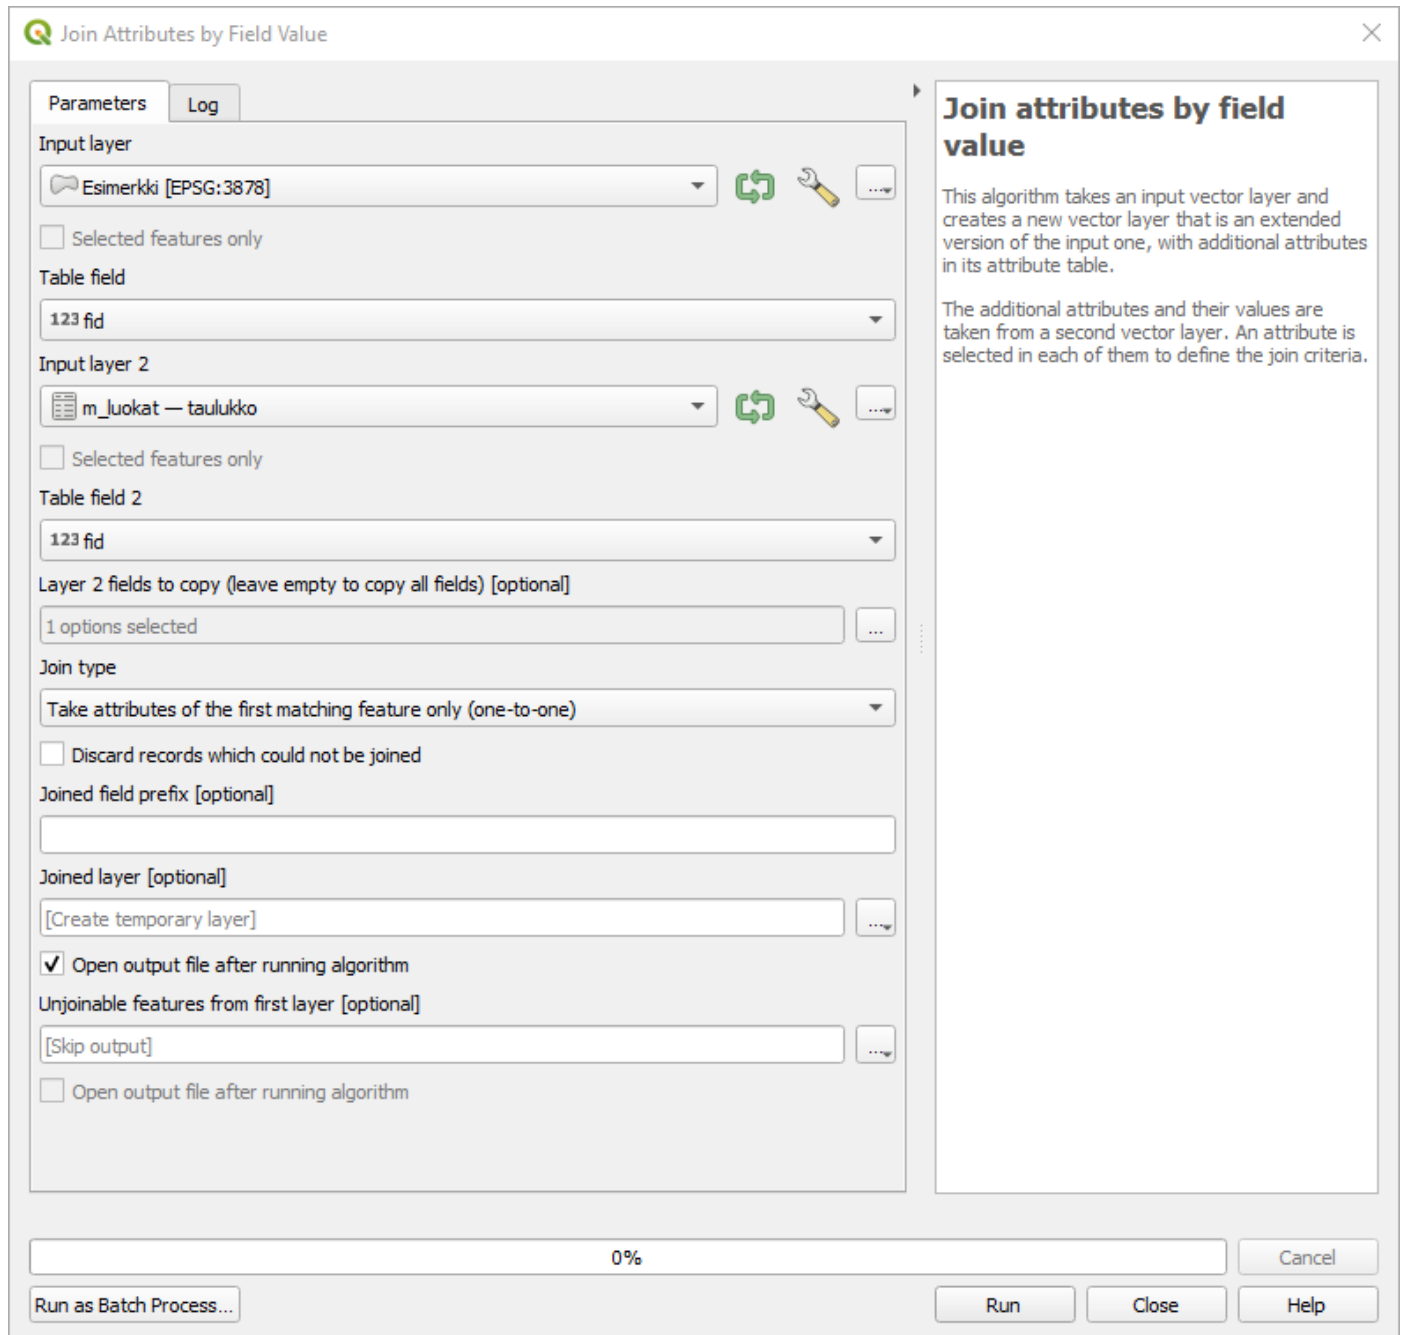 Join Attributes by Field Value
Parameters
Log
Input layer
Esimerkki [EPSG:3878]
...
Selected features only
Table field
123 fid
Input layer 2
m_luokat — taulukko
...
Selected features only
Table field 2
123 fid
Layer 2 fields to copy (leave empty to copy all fields) [optional]
1 options selected
...
Join type
Take attributes of the first matching feature only (one-to-one)
Discard records which could not be joined
Joined field prefix [optional]
Joined layer [optional]
[Create temporary layer]
...
Open output file after running algorithm
Unjoinable features from first layer [optional]
[Skip output]
...
Open output file after running algorithm
Join attributes by field
value
This algorithm takes an input vector layer and
creates a new vector layer that is an extended
version of the input one, with additional attributes
in its attribute table.
The additional attributes and their values are
taken from a second vector layer. An attribute is
selected in each of them to define the join criteria.
0%
Cancel
Run as Batch Process...
Run
Close
Help